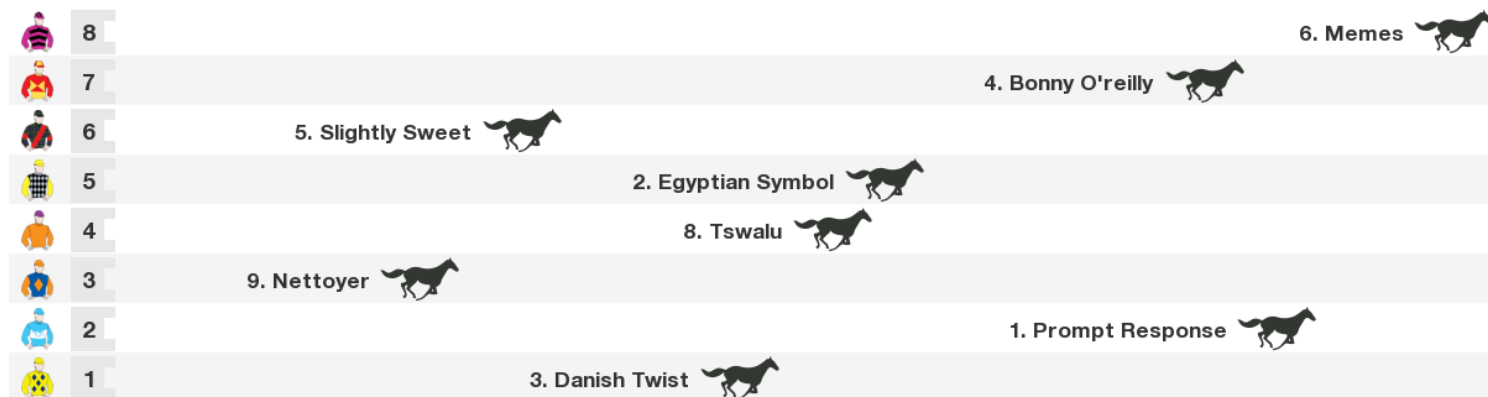 8 6. Memes
7 4. Bonny O'reilly
6 5. Slightly Sweet
5 2. Egyptian Symbol
4 8. Tswalu
3 9. Nettoyer
2 1. Prompt Response
1 3. Danish Twist